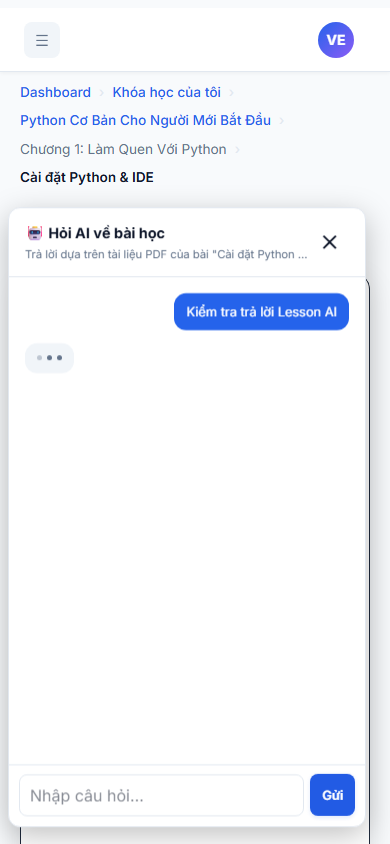 VE
Dashboard › Khóa học của tôi ›
Python Cơ Bản Cho Người Mới Bắt Đầu ›
Chương 1: Làm Quen Với Python ›
Cài đặt Python & IDE
Hỏi AI về bài học
Trả lời dựa trên tài liệu PDF của bài "Cài đặt Python ...
Kiểm tra trả lời Lesson AI
Nhập câu hỏi...
Gửi